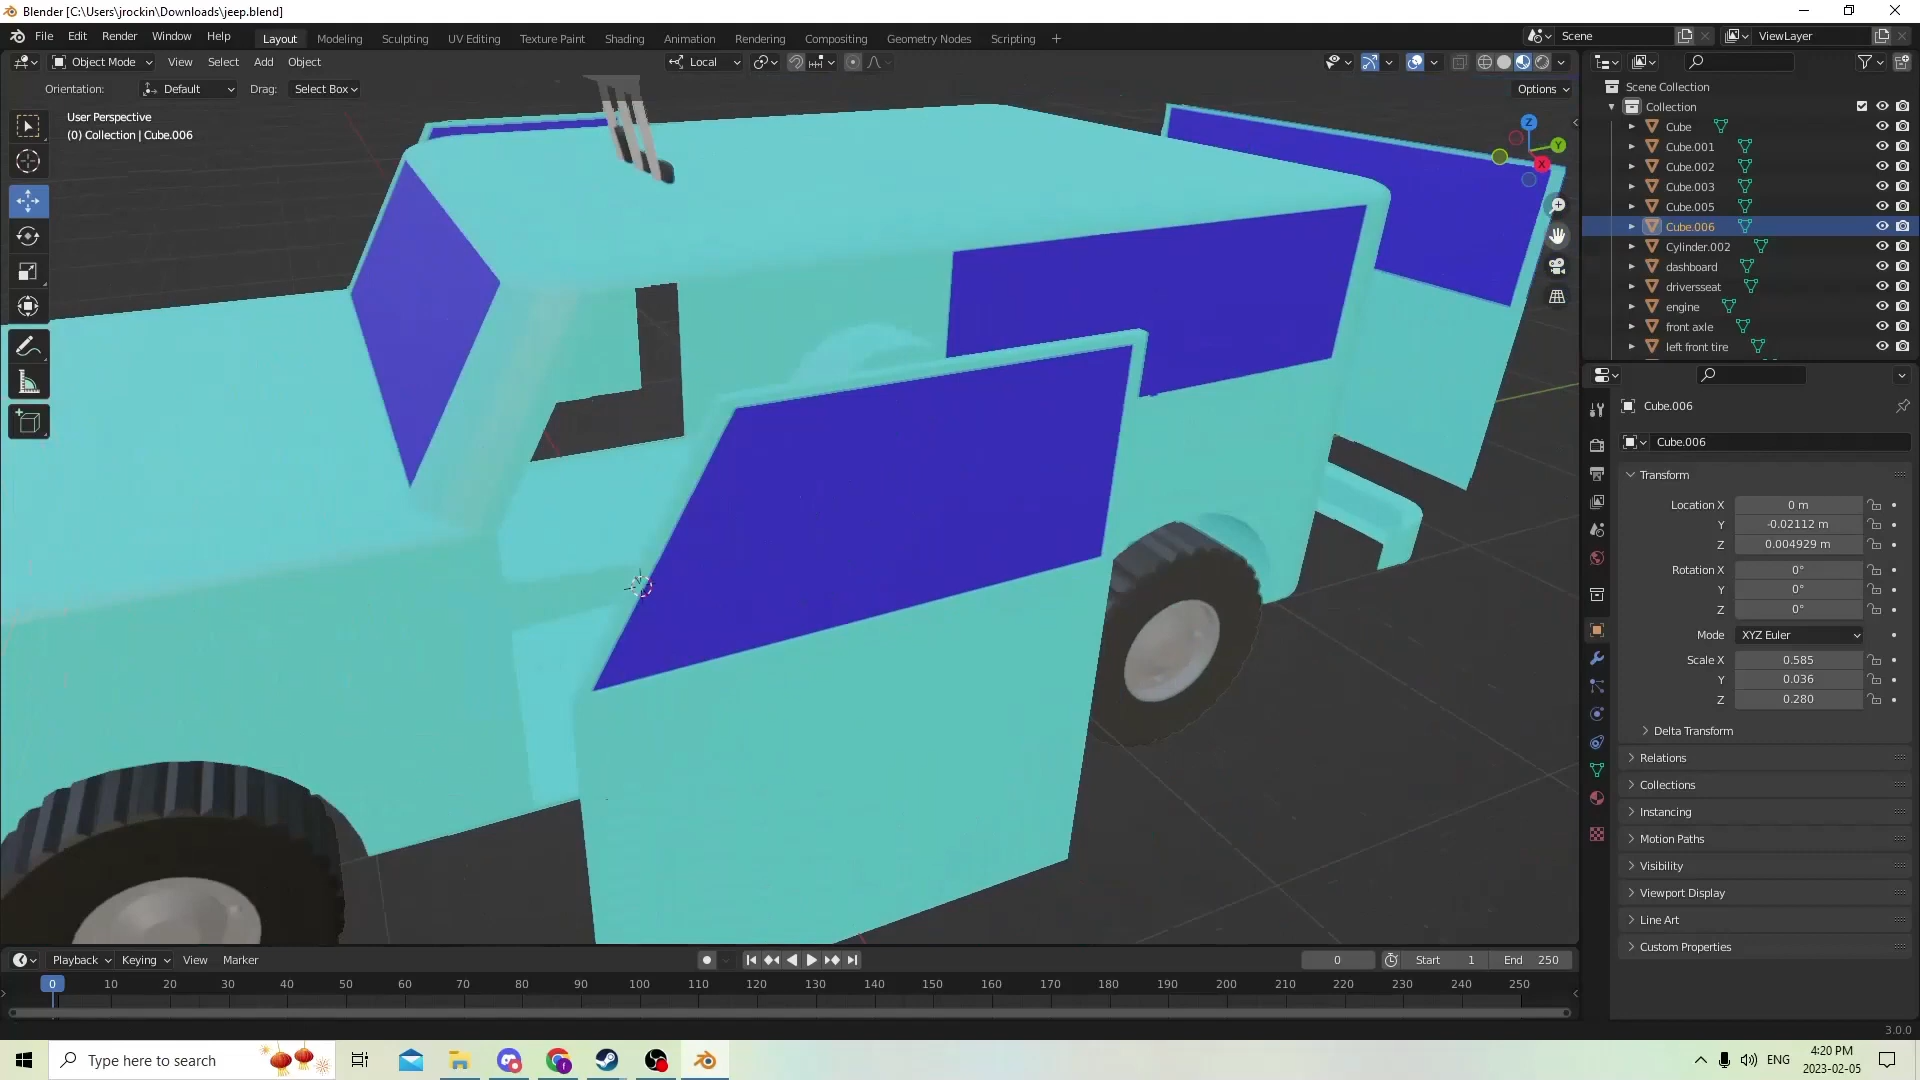 Blender [C:\Users\jrockin\Downloads\jeep.blend]
File Edit Render Window Help
Layout Modeling Sculpting UV Editing Texture Paint Shading Animation Rendering Compositing Geometry Nodes Scripting +
Scene
ViewLayer
Object Mode View Select Add Object
Local
Orientation: Default Drag: Select Box
Options
User Perspective
(0) Collection | Cube.006
Z
Y
X
Scene Collection
Collection
Cube
Cube.001
Cube.002
Cube.003
Cube.005
Cube.006
Cylinder.002
dashboard
driversseat
engine
front axle
left front tire
Cube.006
Cube.006
Transform
Location X 0 m
Y -0.02112 m
Z 0.004929 m
Rotation X 0°
Y 0°
Z 0°
Mode XYZ Euler
Scale X 0.585
Y 0.036
Z 0.280
Delta Transform
Relations
Collections
Instancing
Motion Paths
Visibility
Viewport Display
Line Art
Custom Properties
Playback Keying View Marker
0 Start 1 End 250
0 10 20 30 40 50 60 70 80 90 100 110 120 130 140 150 160 170 180 190 200 210 220 230 240 250
3.0.0
Type here to search
ENG
4:20 PM
2023-02-05